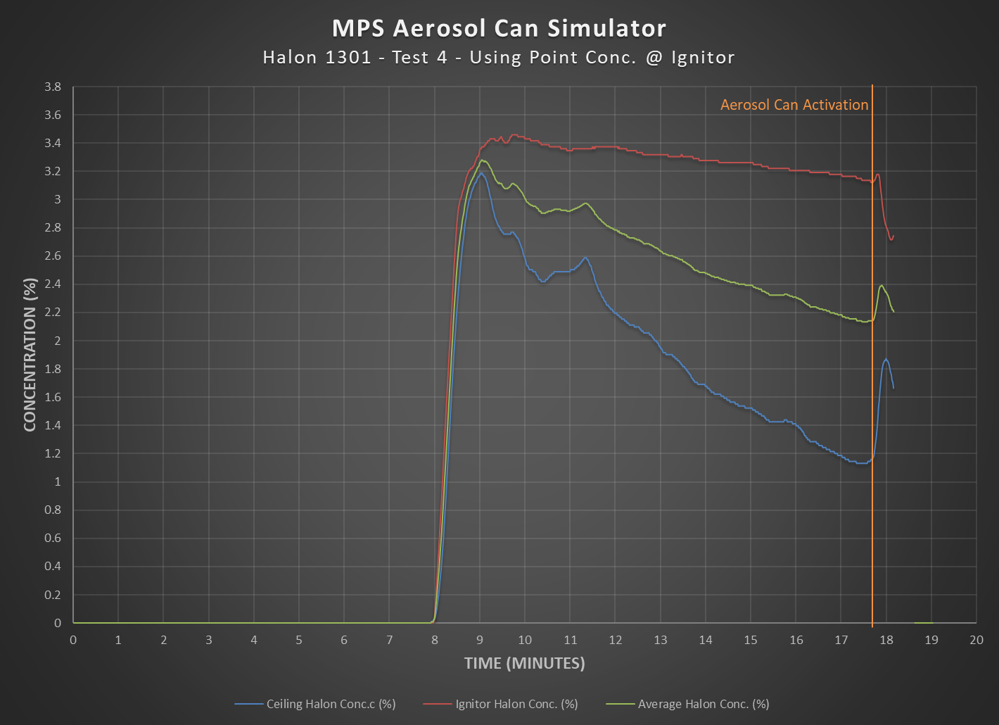 MPS Aerosol Can Simulator
Halon 1301 - Test 4 - Using Point Conc. @ Ignitor
3.8
3.6
3.4
3.2
3
2.8
2.6
2.4
2.2
2
1.8
1.6
1.4
1.2
1
0.8
0.6
0.4
0.2
0
CONCENTRATION (%)
Aerosol Can Activation
0 1 2 3 4 5 6 7 8 9 10 11 12 13 14 15 16 17 18 19 20
TIME (MINUTES)
Ceiling Halon Conc.c (%) Ignitor Halon Conc. (%) Average Halon Conc. (%)